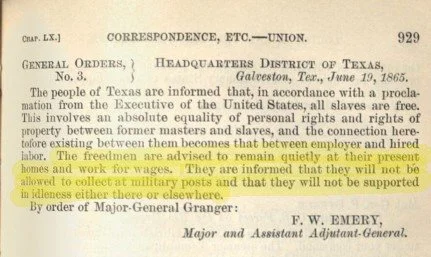 CHAP. LX.] CORRESPONDENCE, ETC.—UNION. 929
GENERAL ORDERS, } HEADQUARTERS DISTRICT OF TEXAS,
No. 3. } Galveston, Tex., June 19, 1865.
The people of Texas are informed that, in accordance with a procla-
mation from the Executive of the United States, all slaves are free.
This involves an absolute equality of personal rights and rights of
property between former masters and slaves, and the connection here-
tofore existing between them becomes that between employer and hired
labor. The freedmen are advised to remain quietly at their present
homes and work for wages. They are informed that they will not be
allowed to collect at military posts and that they will not be supported
in idleness either there or elsewhere.
By order of Major-General Granger:
F. W. EMERY,
Major and Assistant Adjutant-General.